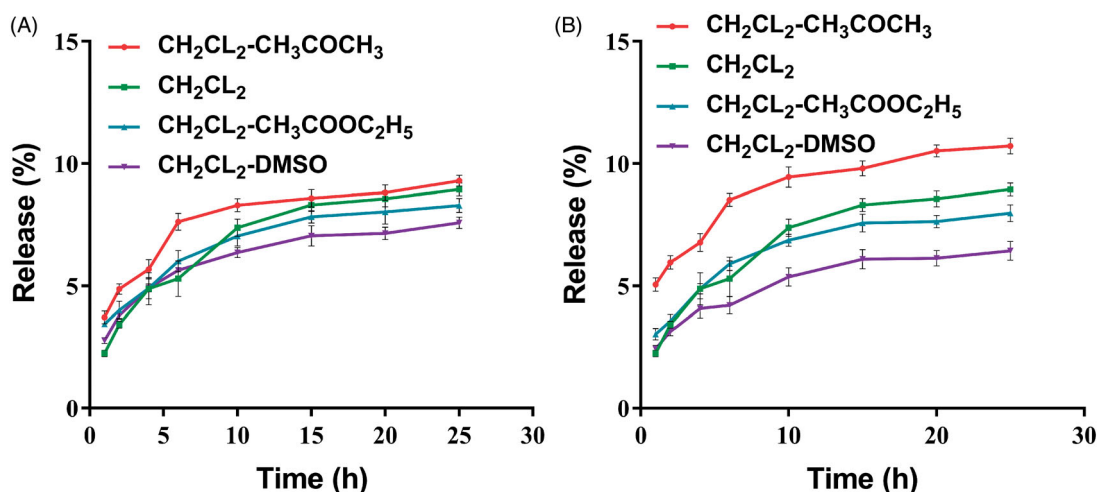 (A)
15
10
5
0
Release (%)
CH2CL2-CH3COCH3
CH2CL2
CH2CL2-CH3COOC2H5
CH2CL2-DMSO
0 5 10 15 20 25 30
Time (h)
(B)
15
10
5
0
Release (%)
CH2CL2-CH3COCH3
CH2CL2
CH2CL2-CH3COOC2H5
CH2CL2-DMSO
0 10 20 30
Time (h)